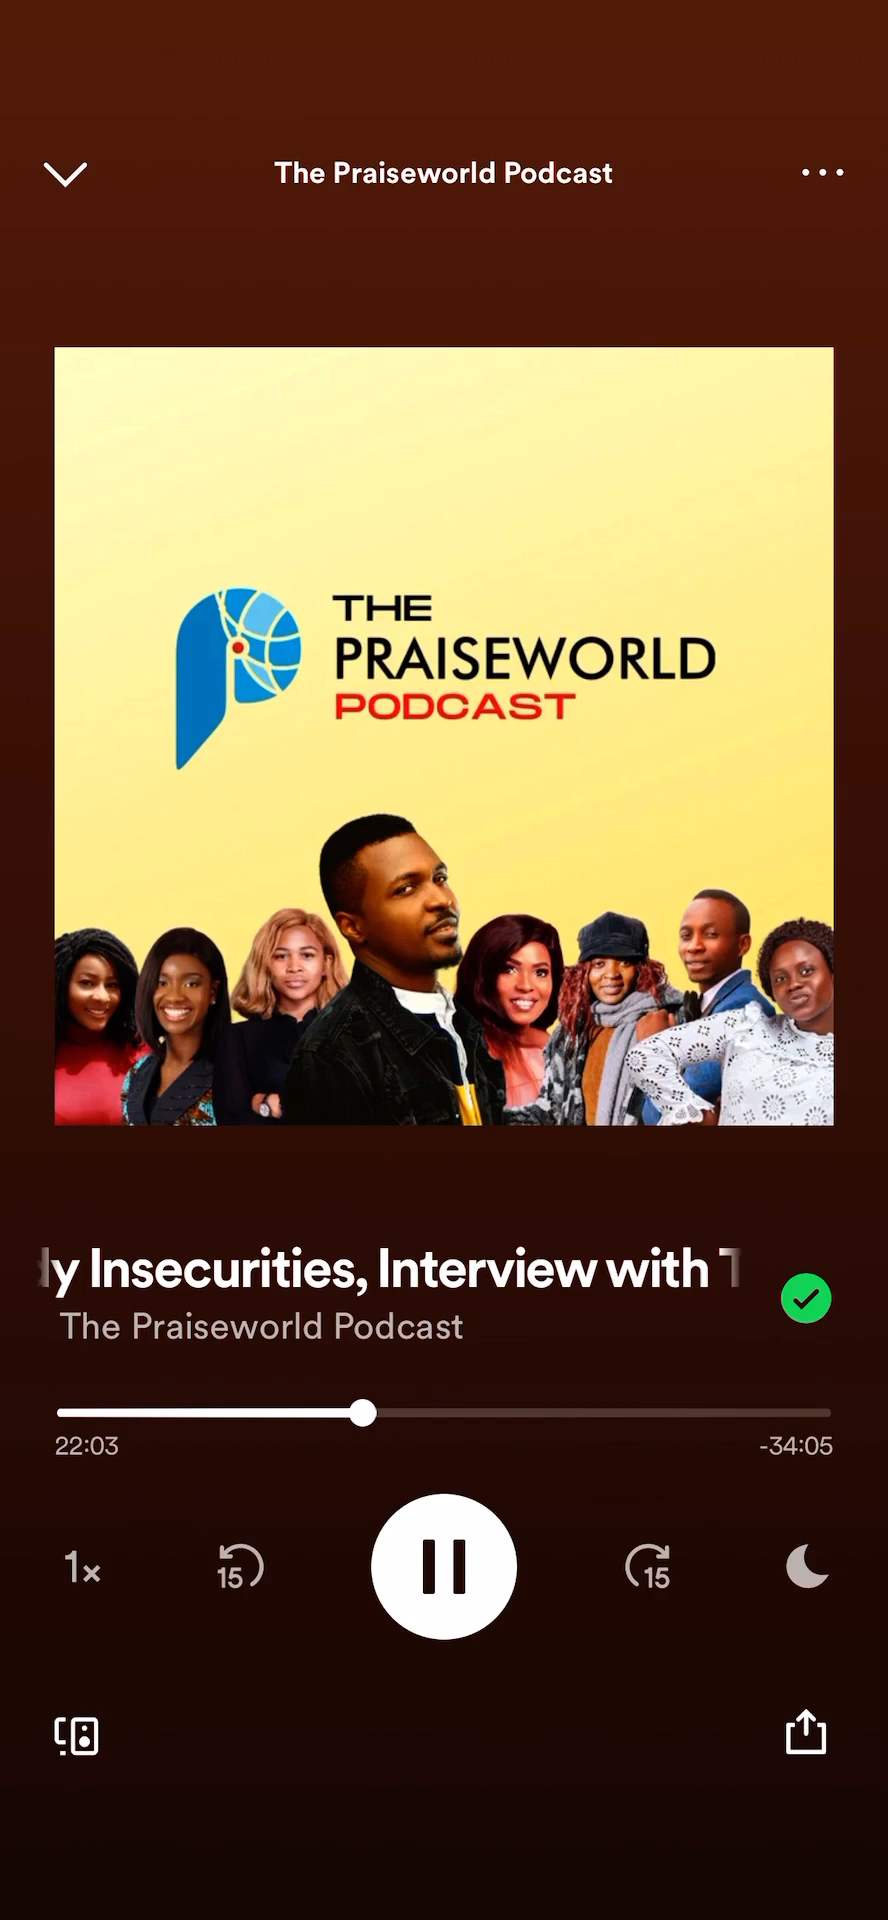 The Praiseworld Podcast
THE
PRAISEWORLD
PODCAST
Insecurities, Interview with
The Praiseworld Podcast
22:03
-34:05
1x
15
15